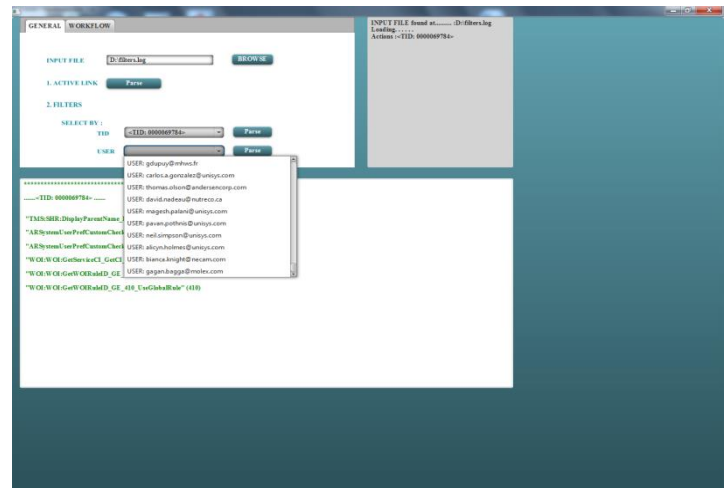 GENERAL WORKFLOW
INPUT FILE D:\filters.log BROWSE
1. ACTIVE LINK Parse
2. FILTERS
SELECT BY :
TID <TID: 0000069784> Parse
USER Parse
USER: gdupuy@mhws.fr
USER: carlos.a.gonzalez@unisys.com
USER: thomas.olson@andersencorp.com
USER: david.nadeau@nutreco.ca
USER: magesh.palani@unisys.com
USER: pavan.pothnis@unisys.com
USER: neil.simpson@unisys.com
USER: alicyn.holmes@unisys.com
USER: bianca.knight@necam.com
USER: gagan.bagga@molex.com
INPUT FILE found at.......... :D:\filters.log
Loading. . . . . .
Actions :<TID: 0000069784>
......<TID: 0000069784> ......
"TMS:SHR:DisplayParentName_
"ARSystemUserPrefCustomCheck
"ARSystemUserPrefCustomCheck
"WOI:WOI:GetServiceCI_GetCI_
"WOI:WOI:GetWOIRuleID_GE_
"WOI:WOI:GetWOIRuleID_GE_410_UseGlobalRule" (410)